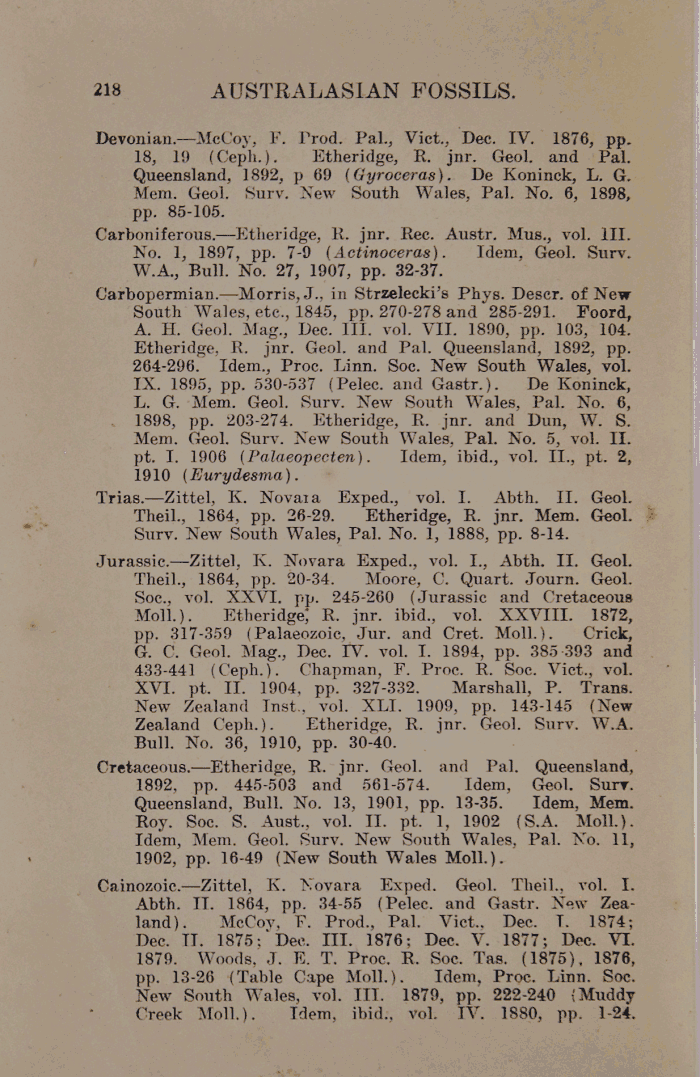 218 AUSTRALASIAN FOSSILS.
Devonian.—McCoy, F. Prod. Pal., Vict., Dec. IV. 1876, pp.
18, 19 (Ceph.). Etheridge, R. jnr. Geol. and Pal.
Queensland, 1892, p 69 (Gyroceras). De Koninck, L. G.
Mem. Geol. Surv. New South Wales, Pal. No. 6, 1898,
pp. 85-105.
Carboniferous.—Etheridge, R. jnr. Rec. Austr. Mus., vol. III.
No. 1, 1897, pp. 7-9 (Actinoceras). Idem, Geol. Surv.
W.A., Bull. No. 27, 1907, pp. 32-37.
Carbopermian.—Morris, J., in Strzelecki's Phys. Descr. of New
South Wales, etc., 1845, pp. 270-278 and 285-291. Foord,
A. H. Geol. Mag., Dec. III. vol. VII. 1890, pp. 103, 104.
Etheridge, R. jnr. Geol. and Pal. Queensland, 1892, pp.
264-296. Idem., Proc. Linn. Soc. New South Wales, vol.
IX. 1895, pp. 530-537 (Pelec. and Gastr.). De Koninck,
L. G. Mem. Geol. Surv. New South Wales, Pal. No. 6,
1898, pp. 203-274. Etheridge, R. jnr. and Dun, W. S.
Mem. Geol. Surv. New South Wales, Pal. No. 5, vol. II.
pt. I. 1906 (Palaeopecten). Idem, ibid., vol. II., pt. 2,
1910 (Eurydesma).
Trias.—Zittel, K. Novara Exped., vol. I. Abth. II. Geol.
Theil., 1864, pp. 26-29. Etheridge, R. jnr. Mem. Geol.
Surv. New South Wales, Pal. No. 1, 1888, pp. 8-14.
Jurassic.—Zittel, K. Novara Exped., vol. I., Abth. II. Geol.
Theil., 1864, pp. 20-34. Moore, C. Quart. Journ. Geol.
Soc., vol. XXVI. pp. 245-260 (Jurassic and Cretaceous
Moll.). Etheridge, R. jnr. ibid., vol. XXVIII. 1872,
pp. 317-359 (Palaeozoic, Jur. and Cret. Moll.). Crick,
G. C. Geol. Mag., Dec. IV. vol. I. 1894, pp. 385-393 and
433-441 (Ceph.). Chapman, F. Proc. R. Soc. Vict., vol.
XVI. pt. II. 1904, pp. 327-332. Marshall, P. Trans.
New Zealand Inst., vol. XLI. 1909, pp. 143-145 (New
Zealand Ceph.). Etheridge, R. jnr. Geol. Surv. W.A.
Bull. No. 36, 1910, pp. 30-40.
Cretaceous.—Etheridge, R. jnr. Geol. and Pal. Queensland,
1892, pp. 445-503 and 561-574. Idem, Geol. Surv.
Queensland, Bull. No. 13, 1901, pp. 13-35. Idem, Mem.
Roy. Soc. S. Aust., vol. II. pt. 1, 1902 (S.A. Moll.).
Idem, Mem. Geol. Surv. New South Wales, Pal. No. 11,
1902, pp. 16-49 (New South Wales Moll.).
Cainozoic.—Zittel, K. Novara Exped. Geol. Theil., vol. I.
Abth. II. 1864, pp. 34-55 (Pelec. and Gastr. New Zea-
land). McCoy, F. Prod., Pal. Vict., Dec. I. 1874;
Dec. II. 1875; Dec. III. 1876; Dec. V. 1877; Dec. VI.
1879. Woods, J. E. T. Proc. R. Soc. Tas. (1875), 1876,
pp. 13-26 (Table Cape Moll.). Idem, Proc. Linn. Soc.
New South Wales, vol. III. 1879, pp. 222-240 (Muddy
Creek Moll.). Idem, ibid., vol. IV. 1880, pp. 1-24.